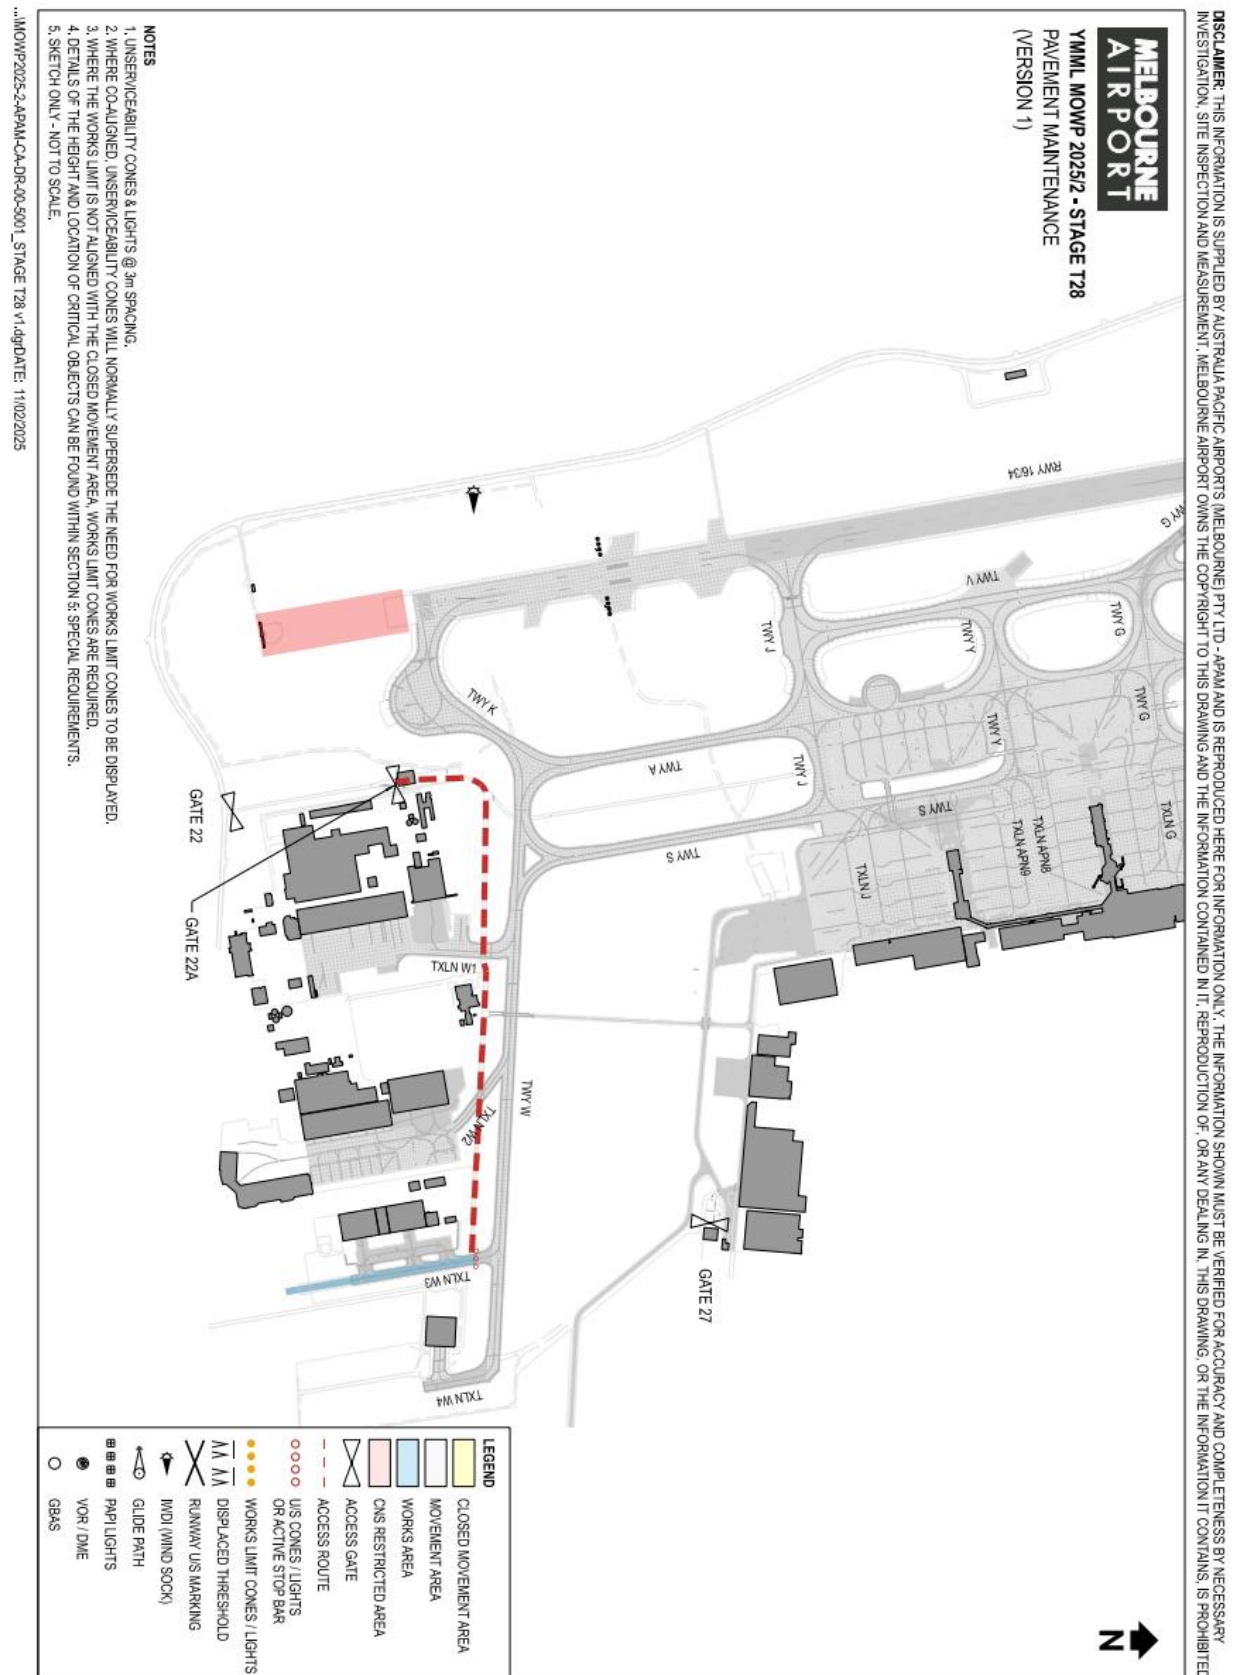 DISCLAIMER: THIS INFORMATION IS SUPPLIED BY AUSTRALIA PACIFIC AIRPORTS (MELBOURNE) PTY LTD - APAM AND IS REPRODUCED HERE FOR INFORMATION ONLY. THE INFORMATION SHOWN MUST BE VERIFIED FOR ACCURACY AND COMPLETENESS BY NECESSARY
INVESTIGATION, SITE INSPECTION AND MEASUREMENT. MELBOURNE AIRPORT OWNS THE COPYRIGHT TO THIS DRAWING AND THE INFORMATION CONTAINED IN IT. REPRODUCTION OF, OR ANY DEALING IN, THIS DRAWING, OR THE INFORMATION IT CONTAINS, IS PROHIBITED
MELBOURNE
AIRPORT
YMML MOWP 2025/2 - STAGE T28
PAVEMENT MAINTENANCE
(VERSION 1)
N
RWY 16/34
TWY G
TWY V
TWY G
TWY Y
TWY J
TWY G
TWY Y
TWY K
TWY A
TWY J
TWY S
TXLN G
TXLN APN8
TXLN APN9
TWY S
TXLN J
GATE 22
GATE 22A
TXLN W1
TWY W
TXLN W2
GATE 27
TXLN W3
TXLN W4
LEGEND
CLOSED MOVEMENT AREA
MOVEMENT AREA
WORKS AREA
CNS RESTRICTED AREA
ACCESS GATE
ACCESS ROUTE
U/S CONES / LIGHTS
OR ACTIVE STOP BAR
WORKS LIMIT CONES / LIGHTS
DISPLACED THRESHOLD
RUNWAY U/S MARKING
IWDI (WIND SOCK)
GLIDE PATH
PAPI LIGHTS
VOR / DME
GBAS
NOTES
1. UNSERVICEABILITY CONES & LIGHTS @ 3m SPACING.
2. WHERE CO-ALIGNED, UNSERVICEABILITY CONES WILL NORMALLY SUPERSEDE THE NEED FOR WORKS LIMIT CONES TO BE DISPLAYED.
3. WHERE THE WORKS LIMIT IS NOT ALIGNED WITH THE CLOSED MOVEMENT AREA, WORKS LIMIT CONES ARE REQUIRED.
4. DETAILS OF THE HEIGHT AND LOCATION OF CRITICAL OBJECTS CAN BE FOUND WITHIN SECTION 5: SPECIAL REQUIREMENTS.
5. SKETCH ONLY - NOT TO SCALE.
...\MOWP2025-2-APAM-CA-DR-00-5001_STAGE T28 v1.dgnDATE: 11/02/2025